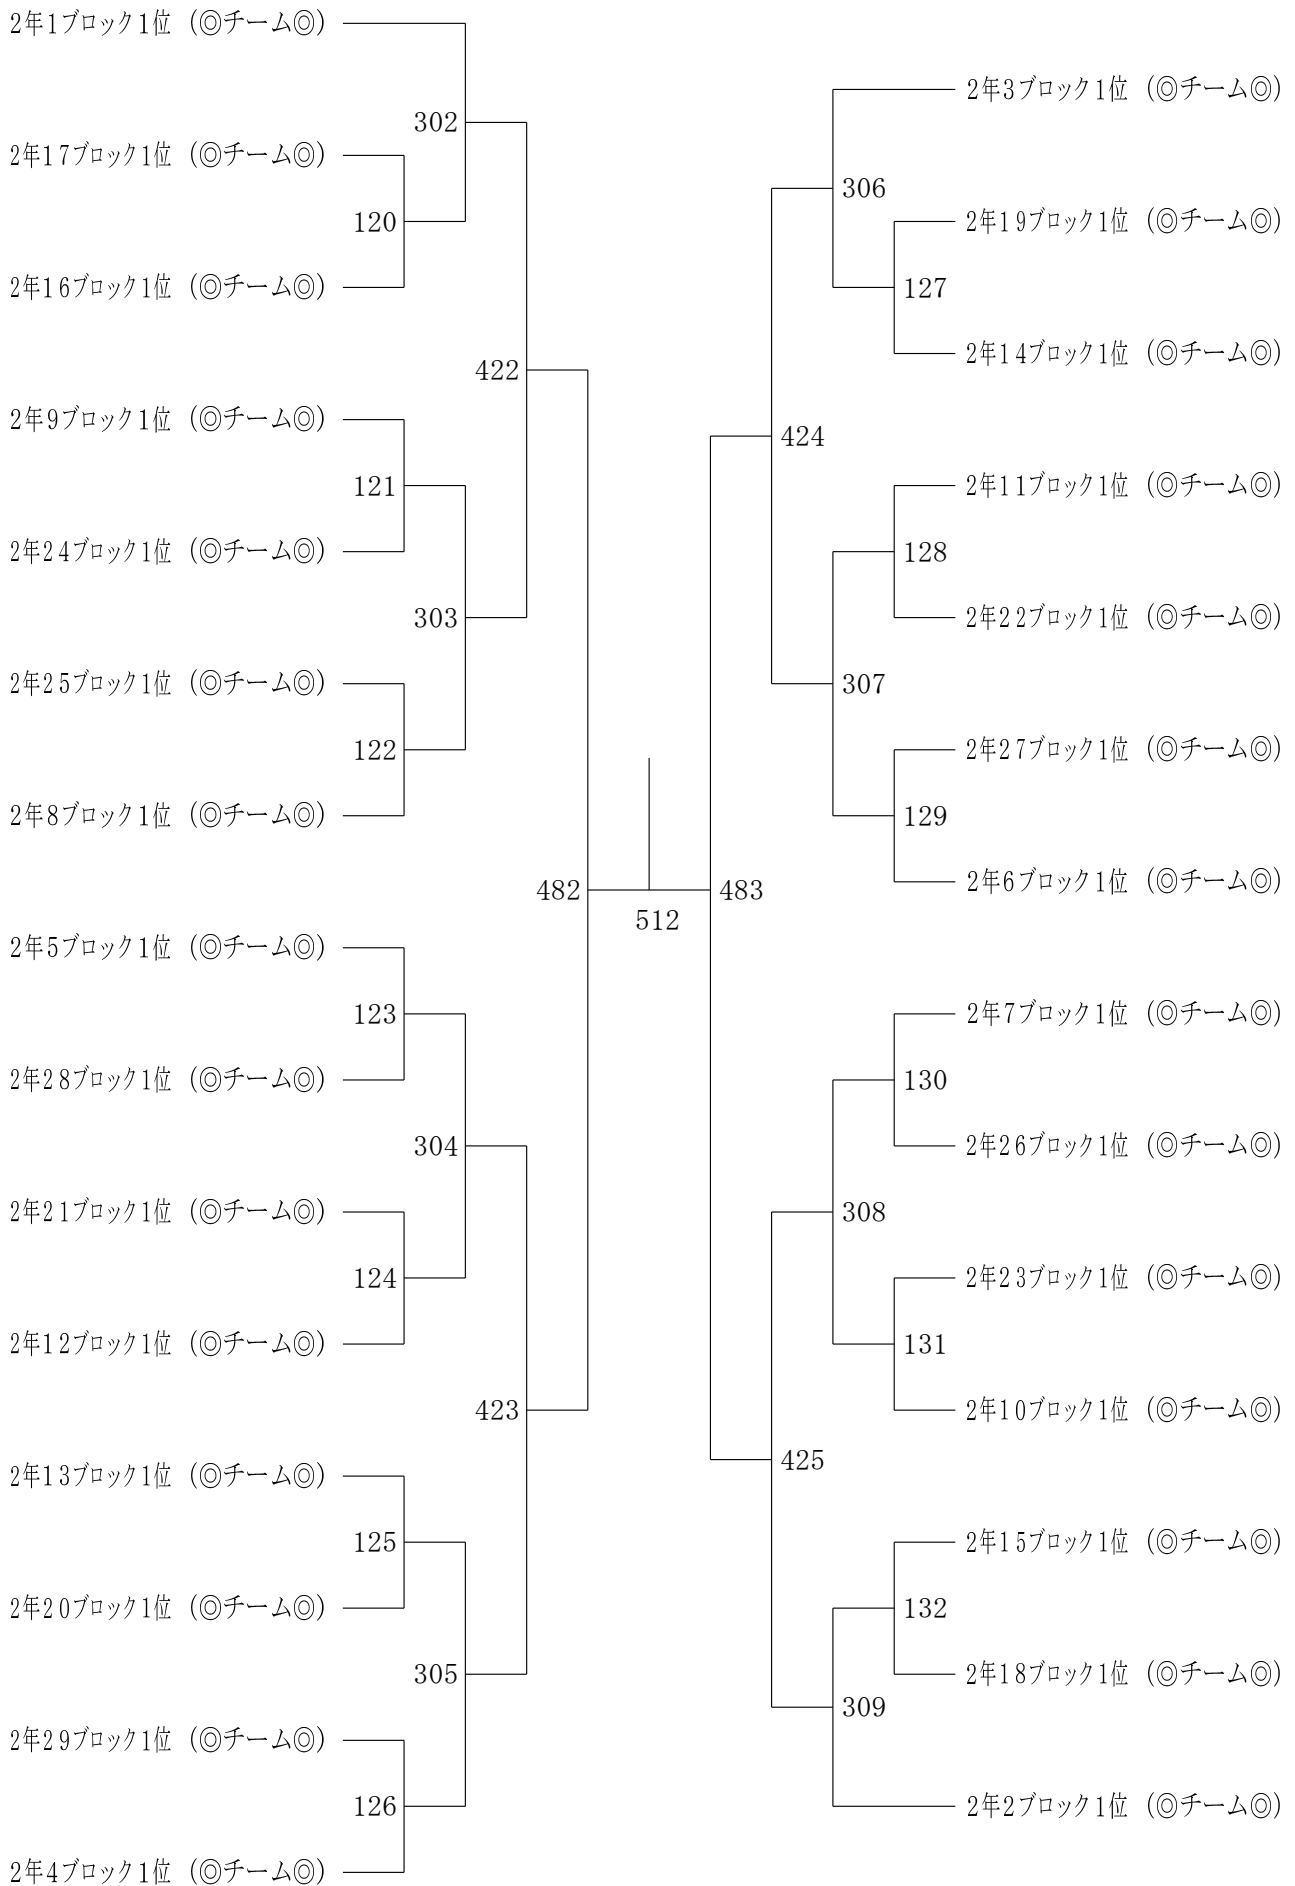 2年1ブロック1位 (◎チーム◎)
302
2年17ブロック1位 (◎チーム◎)
120
2年16ブロック1位 (◎チーム◎)
422
2年9ブロック1位 (◎チーム◎)
121
2年24ブロック1位 (◎チーム◎)
303
2年25ブロック1位 (◎チーム◎)
122
2年8ブロック1位 (◎チーム◎)
482
2年5ブロック1位 (◎チーム◎)
123
2年28ブロック1位 (◎チーム◎)
304
2年21ブロック1位 (◎チーム◎)
124
2年12ブロック1位 (◎チーム◎)
423
2年13ブロック1位 (◎チーム◎)
125
2年20ブロック1位 (◎チーム◎)
305
2年29ブロック1位 (◎チーム◎)
126
2年4ブロック1位 (◎チーム◎)
512
2年3ブロック1位 (◎チーム◎)
306
2年19ブロック1位 (◎チーム◎)
127
2年14ブロック1位 (◎チーム◎)
424
2年11ブロック1位 (◎チーム◎)
128
2年22ブロック1位 (◎チーム◎)
307
2年27ブロック1位 (◎チーム◎)
129
2年6ブロック1位 (◎チーム◎)
483
2年7ブロック1位 (◎チーム◎)
130
2年26ブロック1位 (◎チーム◎)
308
2年23ブロック1位 (◎チーム◎)
131
2年10ブロック1位 (◎チーム◎)
425
2年15ブロック1位 (◎チーム◎)
132
2年18ブロック1位 (◎チーム◎)
309
2年2ブロック1位 (◎チーム◎)